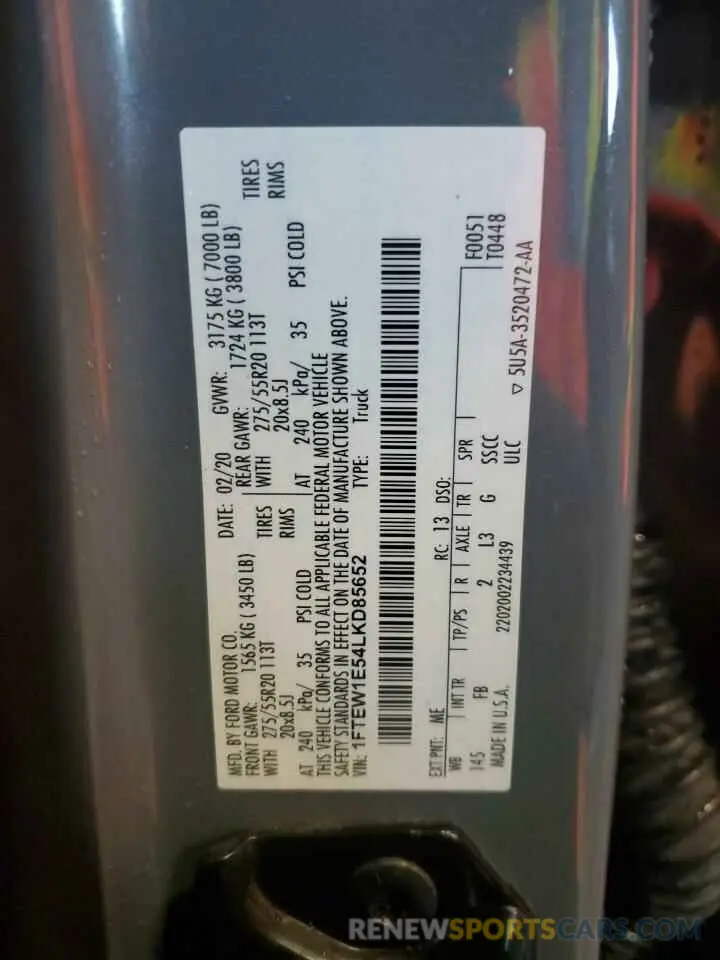 MFD. BY FORD MOTOR CO.
DATE: 02/20 GVWR: 3175 KG ( 7000 LB)
FRONT GAWR: 1565 KG ( 3450 LB) REAR GAWR: 1724 KG ( 3800 LB)
WITH 275/55R20 113T TIRES WITH 275/55R20 113T TIRES
20x8.5J RIMS 20x8.5J RIMS
AT 240 kPa/ 35 PSI COLD AT 240 kPa/ 35 PSI COLD
THIS VEHICLE CONFORMS TO ALL APPLICABLE FEDERAL MOTOR VEHICLE
SAFETY STANDARDS IN EFFECT ON THE DATE OF MANUFACTURE SHOWN ABOVE.
VIN: 1FTEW1E54LKD85652 TYPE: Truck
EXT PNT: ME RC: 13 DSO: F0051
WB INT TR TP/PS R AXLE TR SPR T0448
145 FB 2 L3 G SSCC
MADE IN U.S.A. 2202002234439 ULC ▽ 5U5A-3520472-AA
RENEWSPORTSCARS.COM